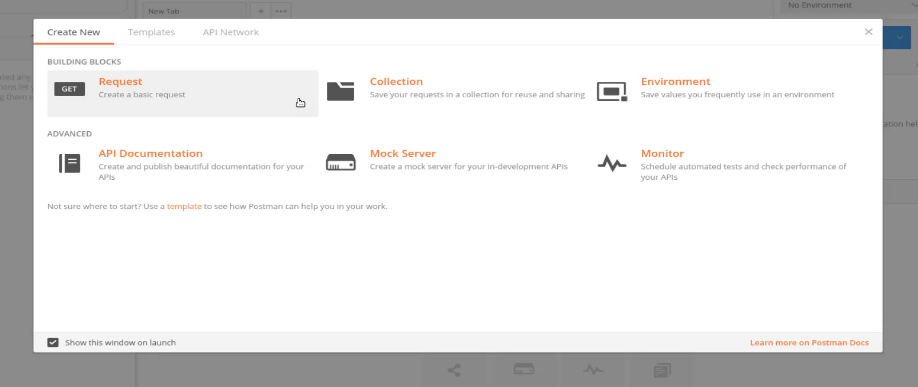 New Tab
No Environment
Create New
Templates
API Network
BUILDING BLOCKS
GET
Request
Create a basic request
Collection
Save your requests in a collection for reuse and sharing
Environment
Save values you frequently use in an environment
ADVANCED
API Documentation
Create and publish beautiful documentation for your
APIs
Mock Server
Create a mock server for your in-development APIs
Monitor
Schedule automated tests and check performance of
your APIs
Not sure where to start? Use a template to see how Postman can help you in your work.
Show this window on launch
Learn more on Postman Docs